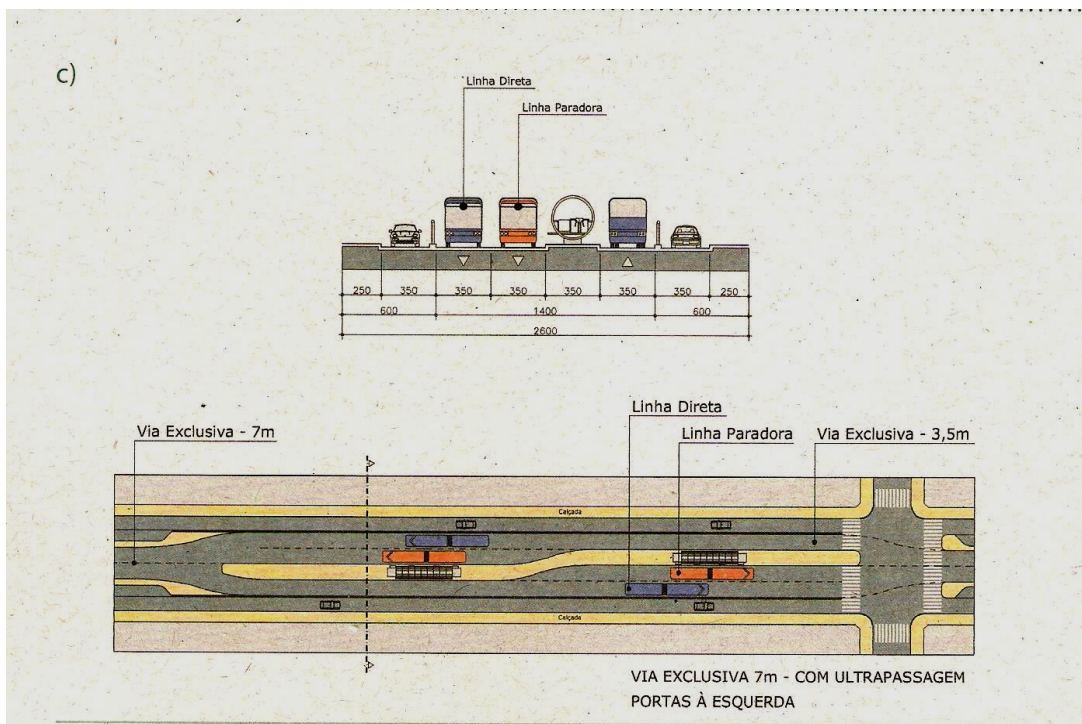 c)
Linha Direta
Linha Paradora
250 350 350 350 350 350 350 250
600 1400 600
2600
Linha Direta
Via Exclusiva - 7m
Linha Paradora
Via Exclusiva - 3,5m
Calçada
Calçada
VIA EXCLUSIVA 7m - COM ULTRAPASSAGEM
PORTAS À ESQUERDA